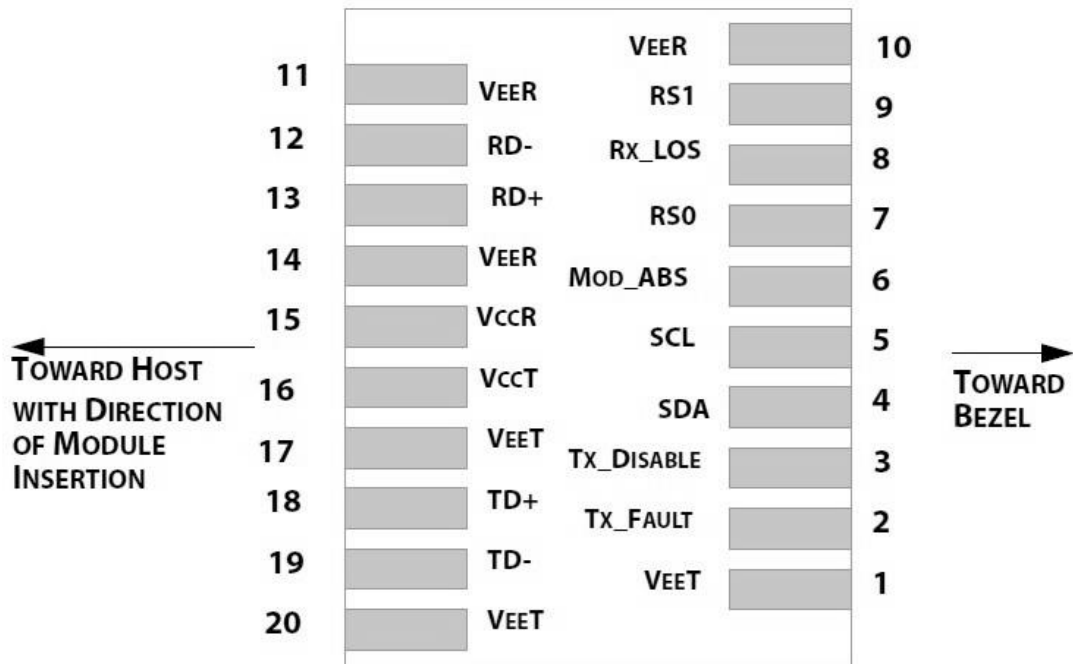 VEER 10
11 VEER
RS1 9
12 RD-
RX_LOS 8
13 RD+
RS0 7
14 VEER
MOD_ABS 6
15 VCCR
SCL 5
TOWARD HOST
WITH DIRECTION
OF MODULE
INSERTION
TOWARD
BEZEL
16 VCCT
SDA 4
17 VEET
TX_DISABLE 3
18 TD+
TX_FAULT 2
19 TD-
VEET 1
20 VEET